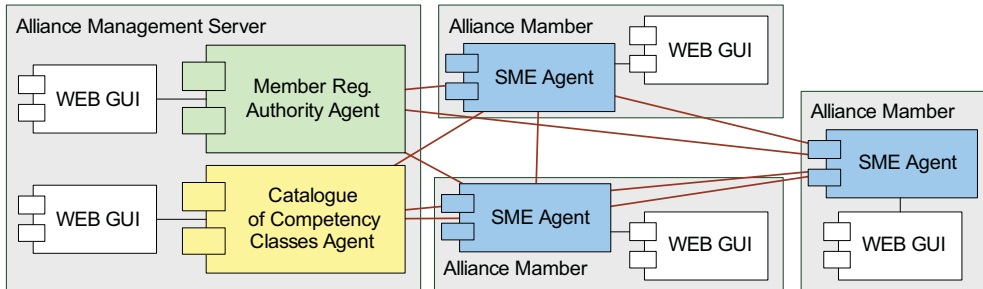 Alliance Management Server
WEB GUI
Member Reg.
Authority Agent
WEB GUI
Catalogue
of Competency
Classes Agent
Alliance Mamber
SME Agent
WEB GUI
SME Agent
WEB GUI
Alliance Mamber
Alliance Mamber
SME Agent
WEB GUI